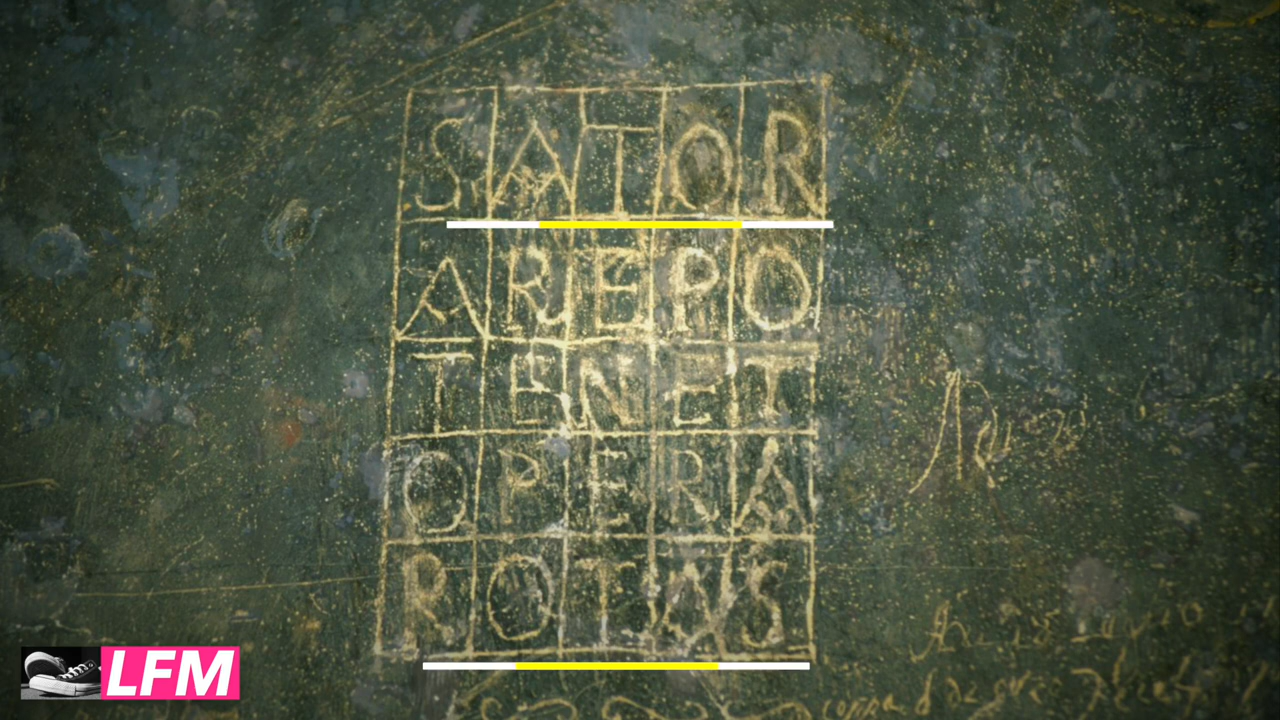 SATOR
AREPO
TENET
OPERA
ROTAS
LFM